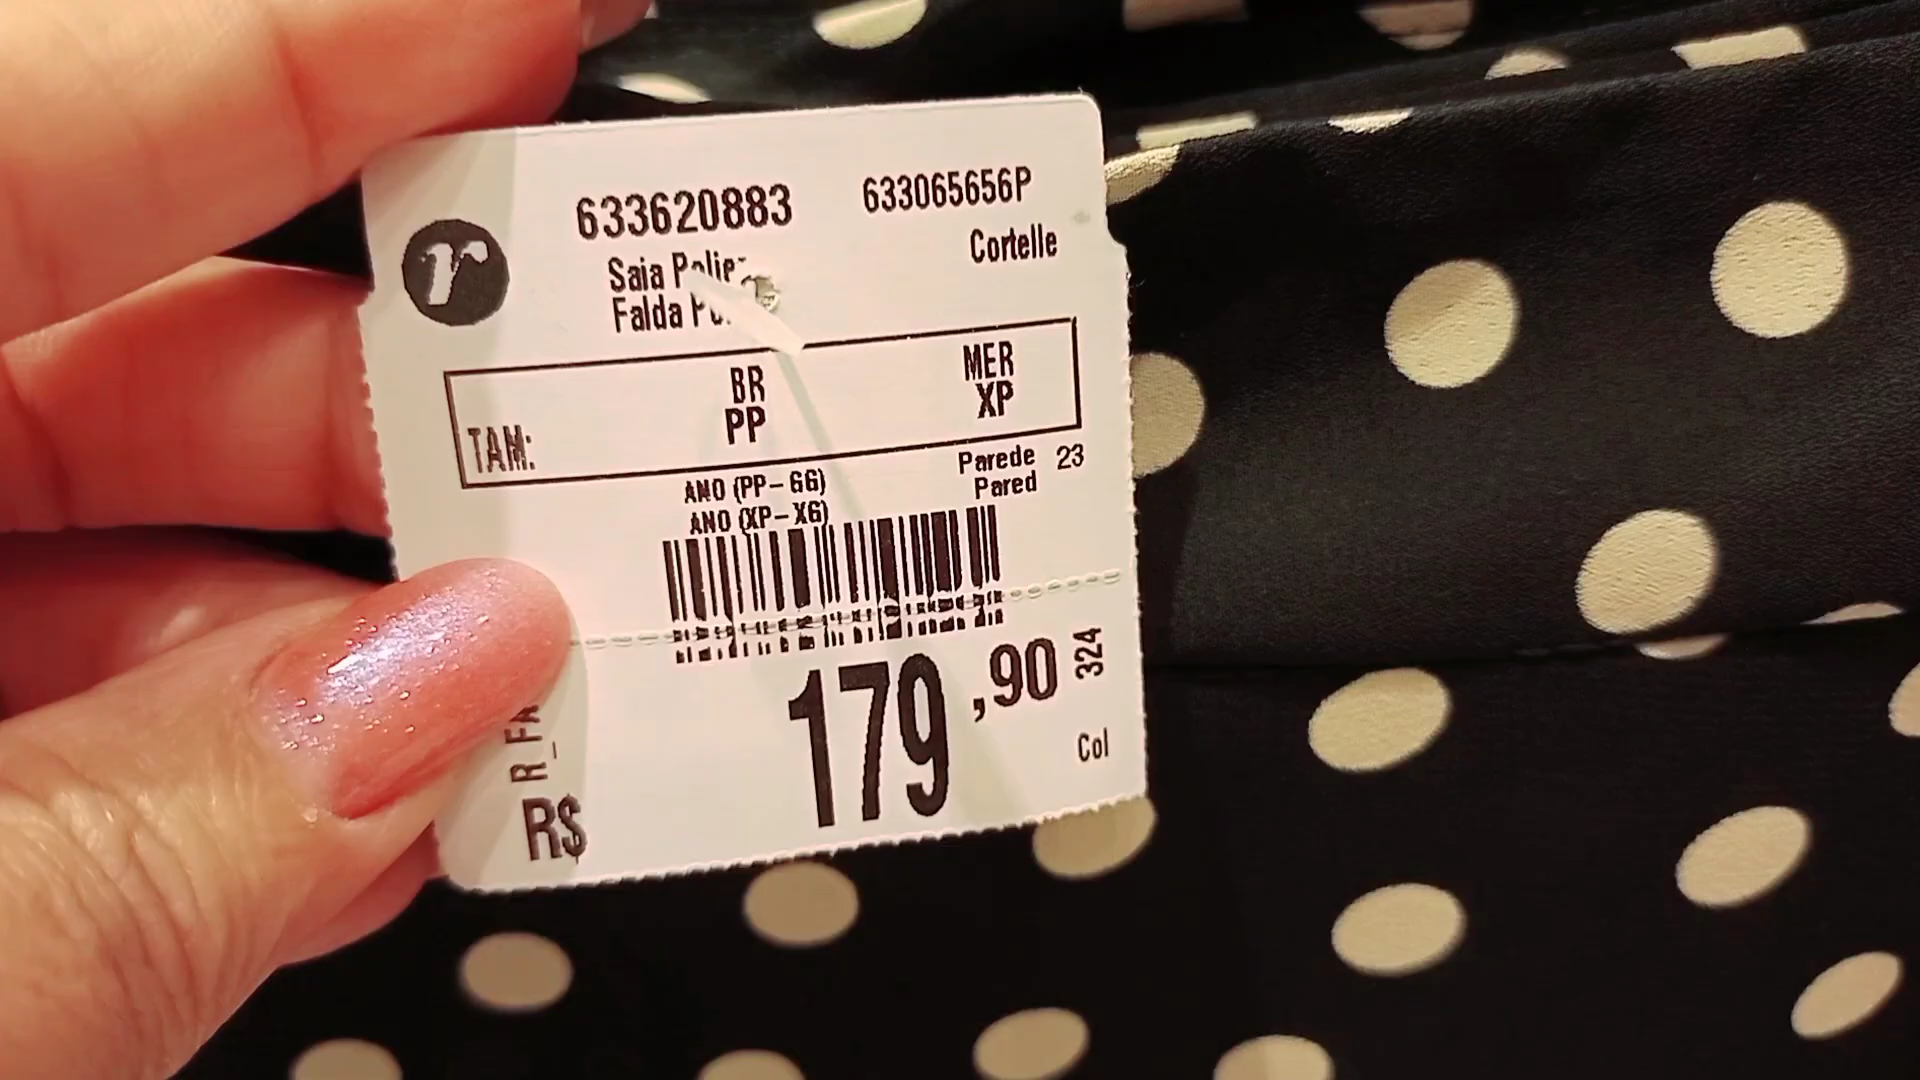 633620883 633065656P
r
Saia
Falda
Cortelle
BR MER
TAM: PP XP
ANO (PP-GG)
ANO (XP-XG)
Parede 23
Pared
179,90
324
Col
R$